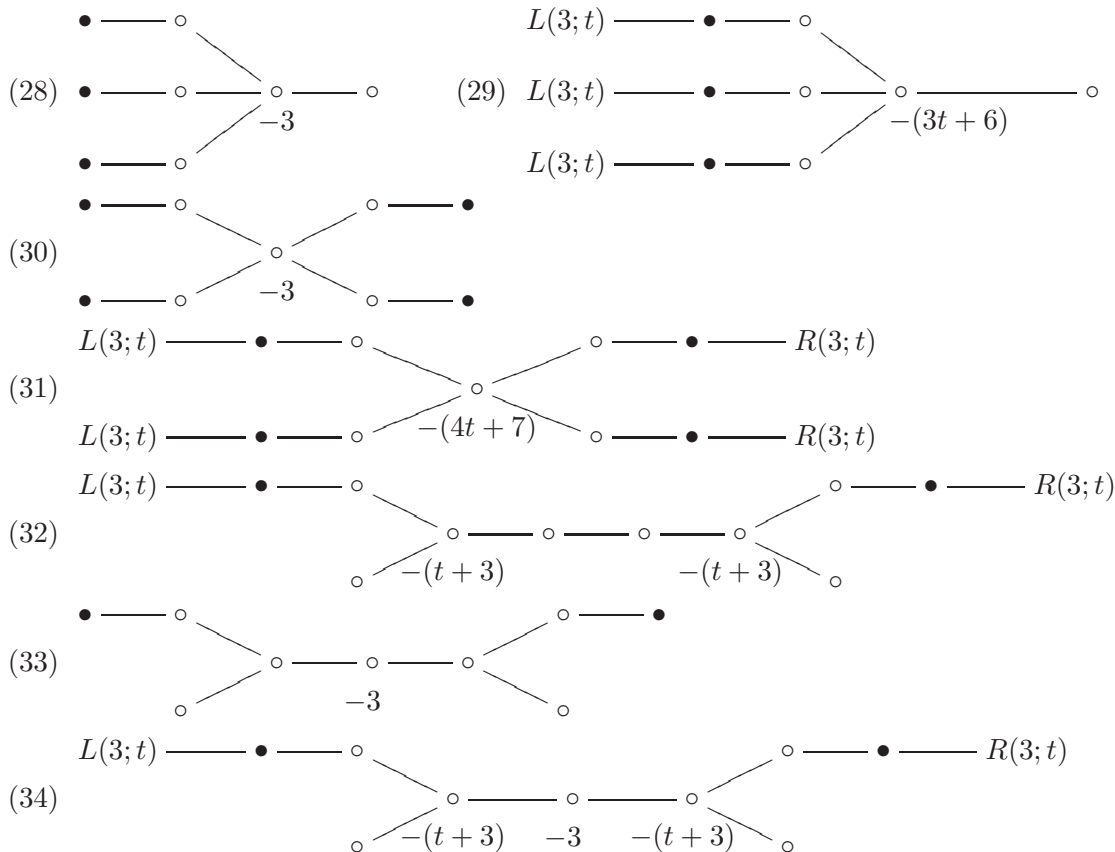 (28) −3 (29) L(3; t) L(3; t) L(3; t) −(3t + 6)
(30) −3
(31) L(3; t) L(3; t) −(4t + 7) R(3; t) R(3; t)
(32) L(3; t) −(t + 3) −(t + 3) R(3; t)
(33) −3
(34) L(3; t) −(t + 3) −3 −(t + 3) R(3; t)